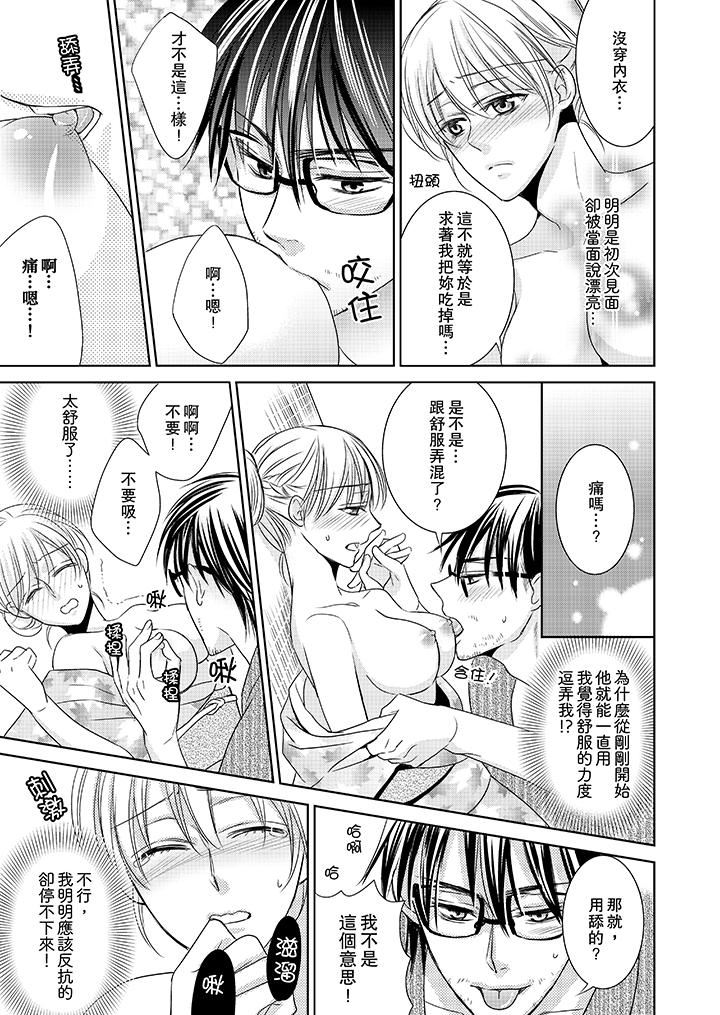 沒穿內衣…
明明是初次見面
卻被當面說漂亮…
扭頭
這不就等於是
求著我把妳吃掉嗎…
才不是這…樣！
咬住
啊…嗯！
舔弄…
啊…
痛…嗯…！
痛嗎…？
為什麼從剛剛開始
他就能一直用
我覺得舒服的力度
逗弄我!?
是不是…
跟舒服弄混了？
含住！
啊啊…
不要！
不要吸…
太舒服了……
揉捏
揉捏
那就，
用舔的？
哈啊
哈
我不是
這個意思！
滋溜
刺激
不行，
我明明應該反抗的
卻停不下來！